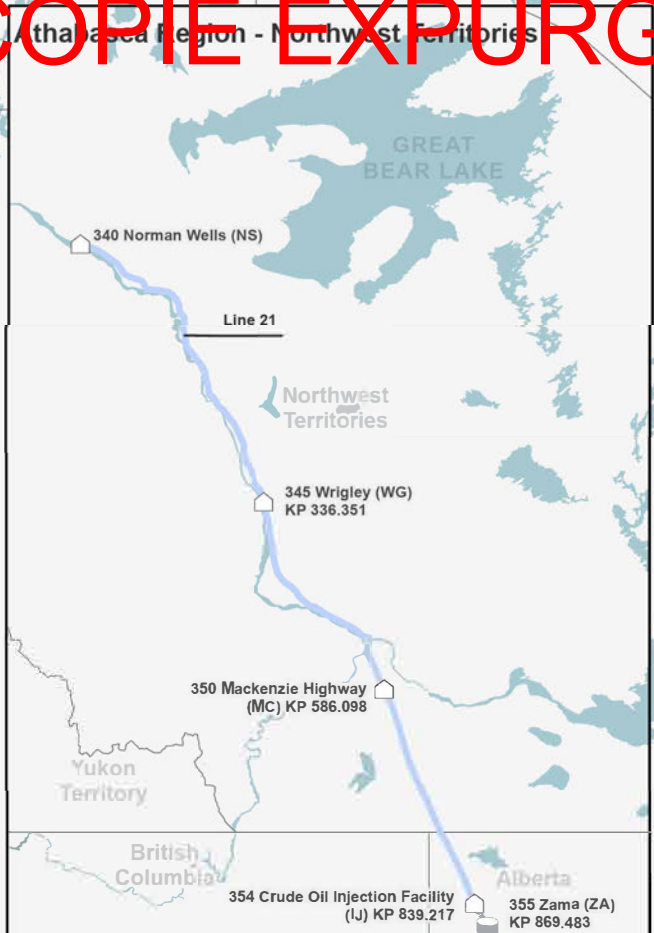 COPIE EXPURG
Athabasca Region - Northwest Territories
GREAT
BEAR LAKE
340 Norman Wells (NS)
Line 21
Northwest
Territories
345 Wrigley (WG)
KP 336.351
350 Mackenzie Highway
(MC) KP 586.098
Yukon
Territory
British
Columbia
Alberta
354 Crude Oil Injection Facility
(IJ) KP 839.217
355 Zama (ZA)
KP 869.483